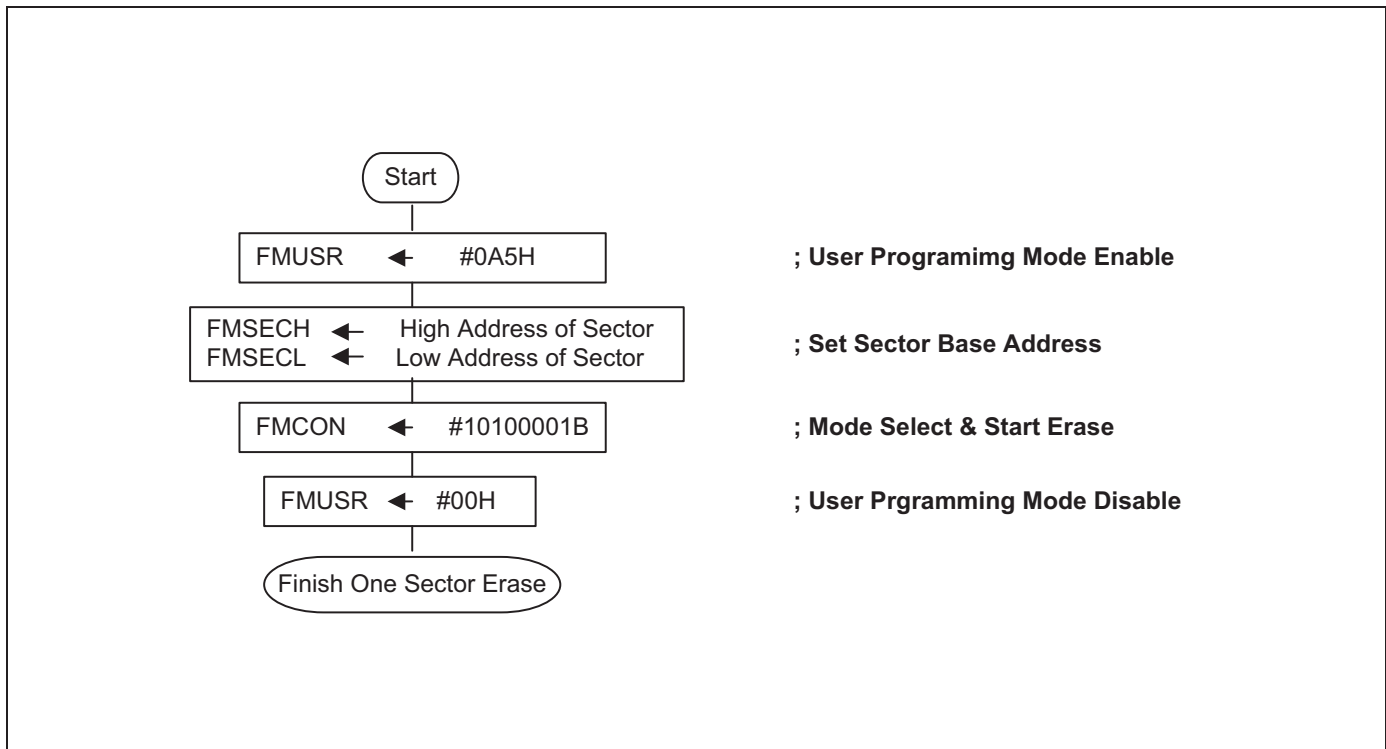 Start
FMUSR ← #0A5H
; User Programimg Mode Enable
FMSECH ← High Address of Sector
FMSECL ← Low Address of Sector
; Set Sector Base Address
FMCON ← #10100001B
; Mode Select & Start Erase
FMUSR ← #00H
; User Prgramming Mode Disable
Finish One Sector Erase